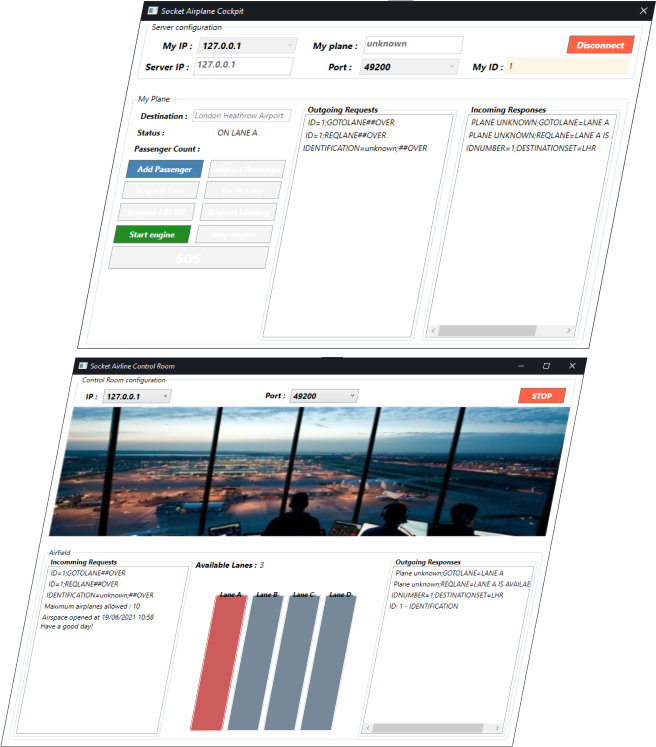 Socket Airplane Cockpit
Server configuration
My IP : 127.0.0.1 My plane : unknown Disconnect
Server IP : 127.0.0.1 Port : 49200 My ID : 1
My Plane
Destination : London Heathrow Airport
Status : ON LANE A
Passenger Count :
Add Passenger Subtract Passenger
Request Lane Go To Lane
Request Lift Off Request Landing
Start engine Stop engine
SOS
Outgoing Requests
ID=1;GOTOLANE##OVER
ID=1;REQLANE##OVER
IDENTIFICATION=unknown;##OVER
Incoming Responses
PLANE UNKNOWN;GOTOLANE=LANE A
PLANE UNKNOWN;REQLANE=LANE A IS
IDNUMBER=1;DESTINATIONSET=LHR
Socket Airline Control Room
Control Room configuration
IP : 127.0.0.1 Port : 49200 STOP
Airfield
Incomming Requests
ID=1;GOTOLANE##OVER
ID=1;REQLANE##OVER
IDENTIFICATION=unknown;##OVER
Maximum airplanes allowed : 10
Airspace opened at 19/06/2021 10:58
Have a good day!
Available Lanes : 3
Lane A Lane B Lane C Lane D
Outgoing Responses
Plane unknown;GOTOLANE=LANE A
Plane unknown;REQLANE=LANE A IS AVAILAE
IDNUMBER=1;DESTINATIONSET=LHR
ID: 1 - IDENTIFICATION